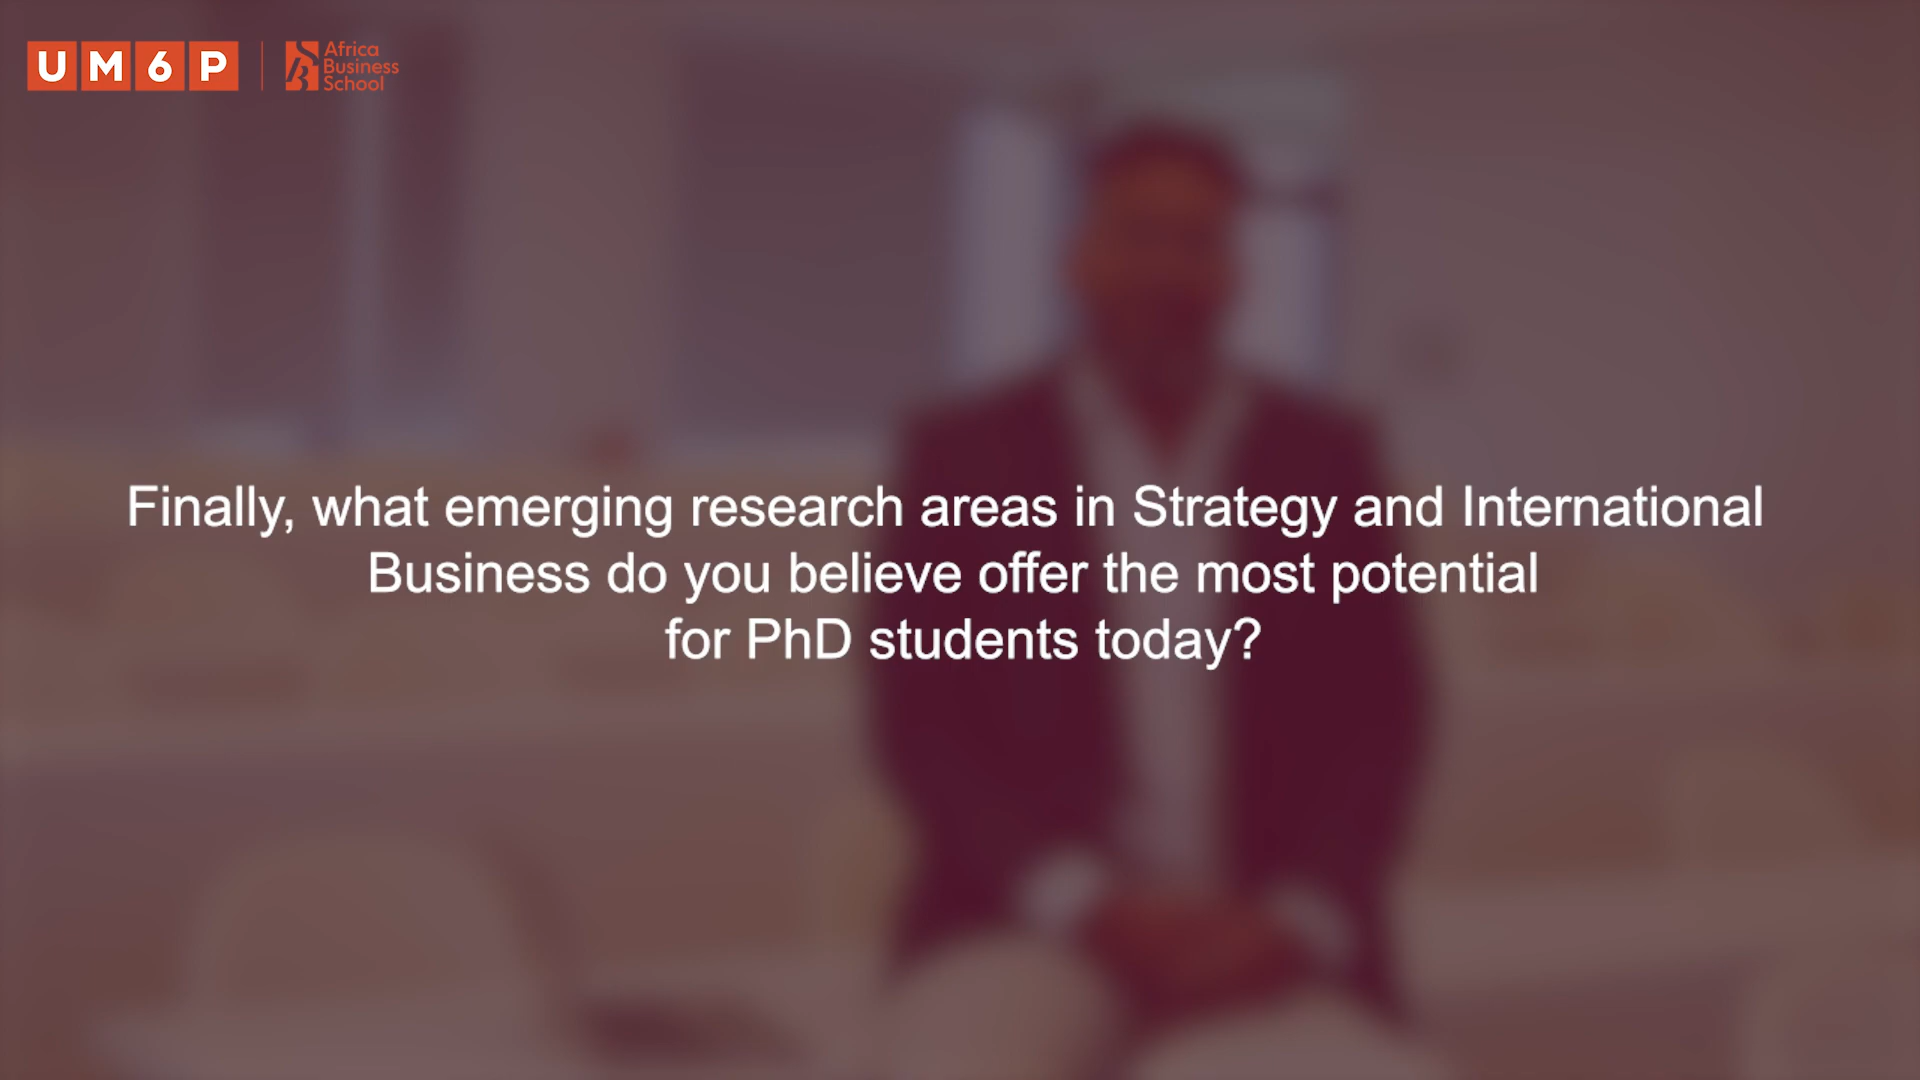 UM6P
Africa
Business
School
Finally, what emerging research areas in Strategy and International
Business do you believe offer the most potential
for PhD students today?